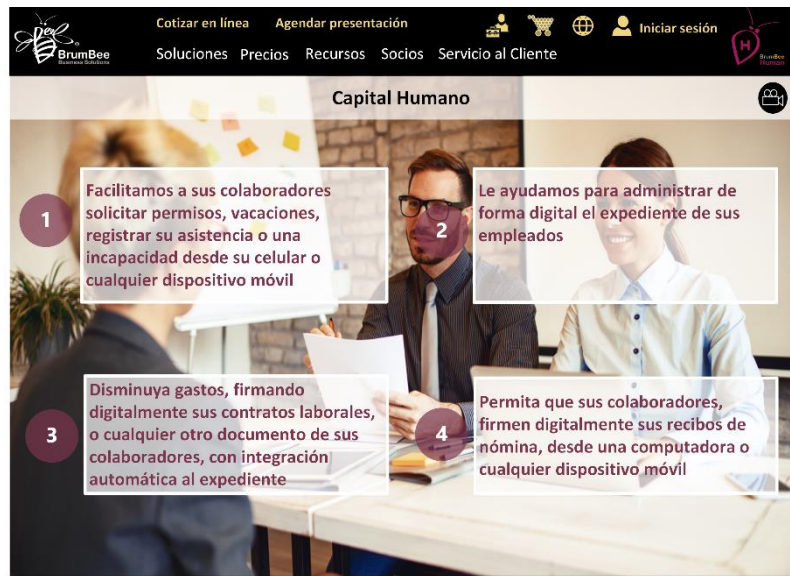 Cotizar en línea Agendar presentación Iniciar sesión
BrumBee
Business Solutions
Soluciones Precios Recursos Socios Servicio al Cliente
H
BrumBee
Human
Capital Humano
1
Facilitamos a sus colaboradores
solicitar permisos, vacaciones,
registrar su asistencia o una
incapacidad desde su celular o
cualquier dispositivo móvil
2
Le ayudamos para administrar de
forma digital el expediente de sus
empleados
3
Disminuya gastos, firmando
digitalmente sus contratos laborales,
o cualquier otro documento de sus
colaboradores, con integración
automática al expediente
4
Permita que sus colaboradores,
firmen digitalmente sus recibos de
nómina, desde una computadora o
cualquier dispositivo móvil